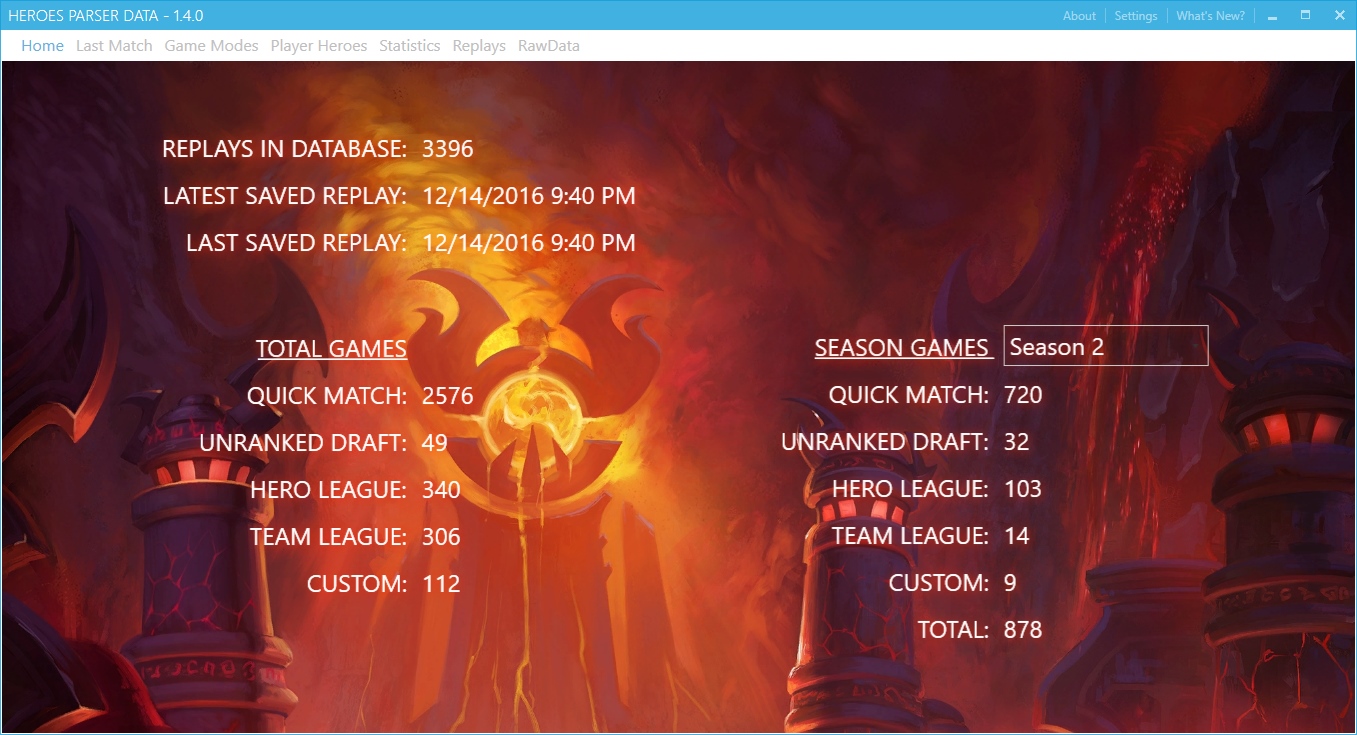 HEROES PARSER DATA - 1.4.0
About Settings What's New?
Home Last Match Game Modes Player Heroes Statistics Replays RawData
REPLAYS IN DATABASE: 3396
LATEST SAVED REPLAY: 12/14/2016 9:40 PM
LAST SAVED REPLAY: 12/14/2016 9:40 PM
TOTAL GAMES
QUICK MATCH: 2576
UNRANKED DRAFT: 49
HERO LEAGUE: 340
TEAM LEAGUE: 306
CUSTOM: 112
SEASON GAMES Season 2
QUICK MATCH: 720
UNRANKED DRAFT: 32
HERO LEAGUE: 103
TEAM LEAGUE: 14
CUSTOM: 9
TOTAL: 878